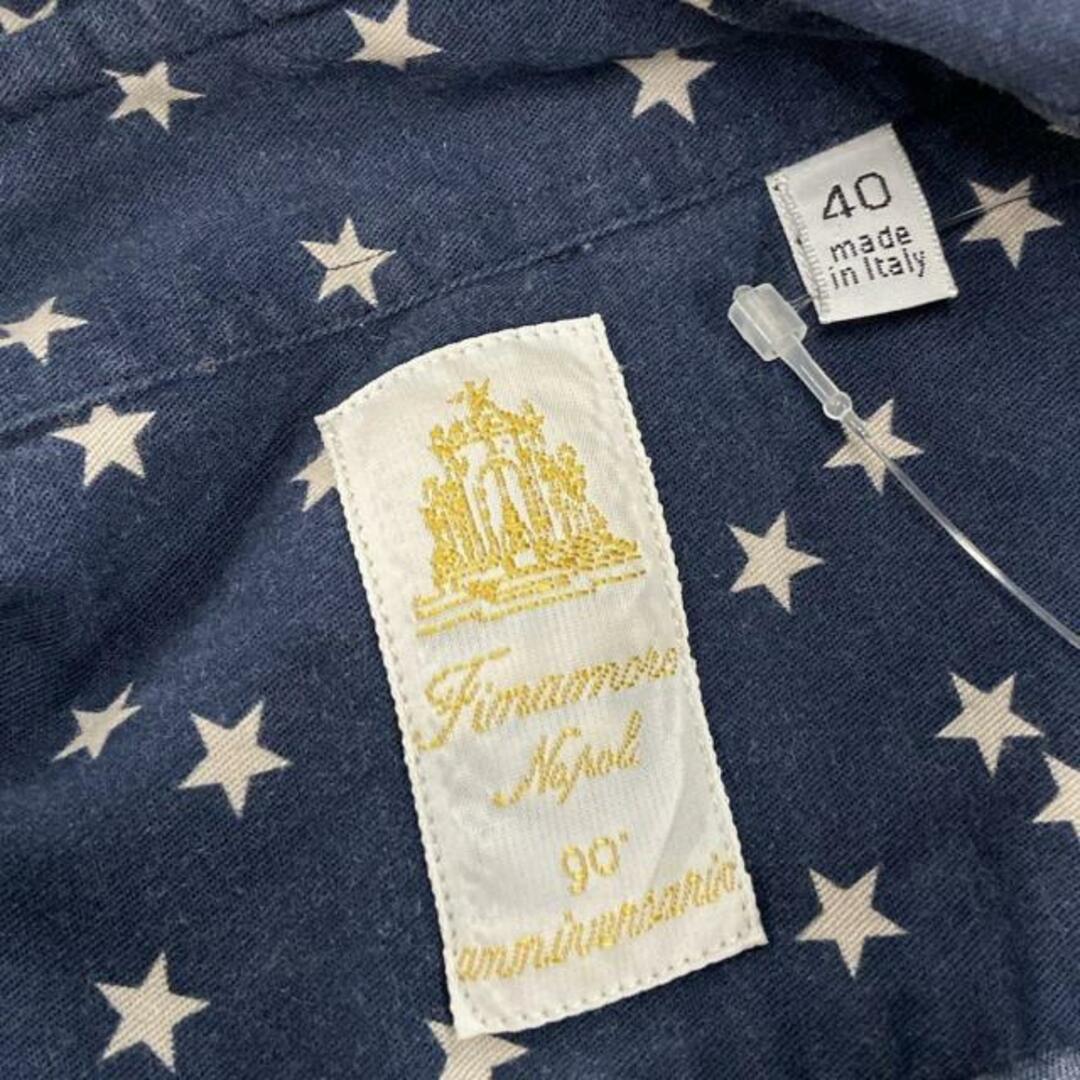 40
made
in Italy
Finamore
Napoli
90°
anniversario